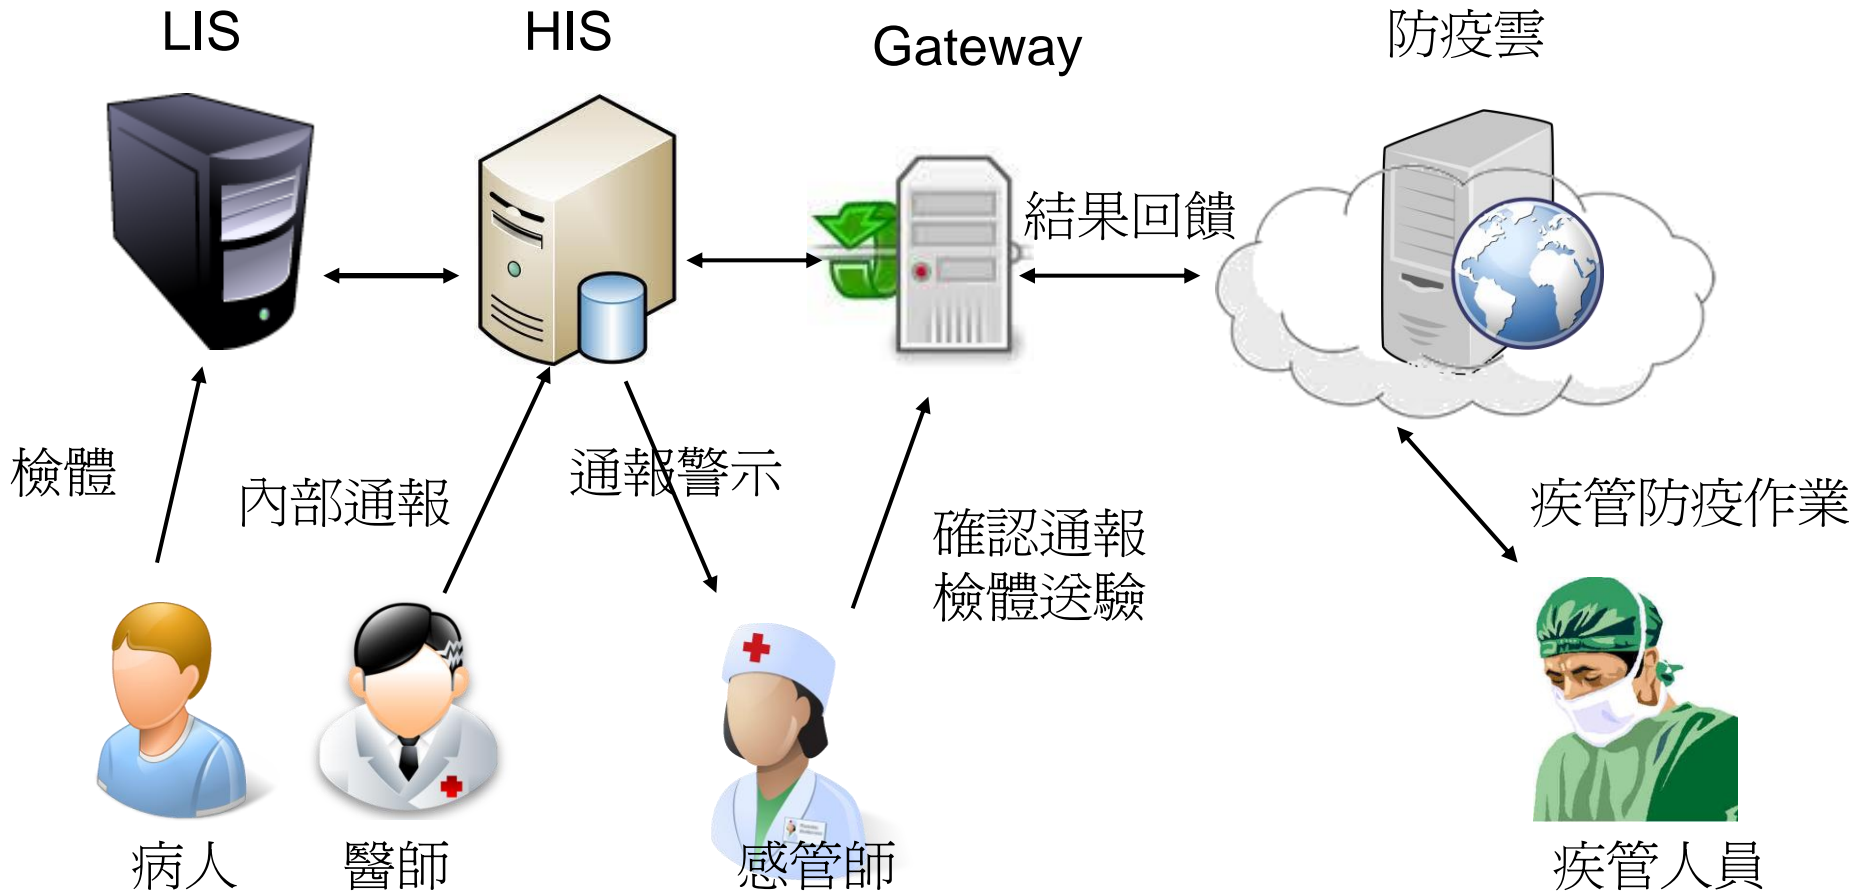 LIS
HIS
Gateway
防疫雲
結果回饋
檢體
內部通報
通報警示
確認通報
檢體送驗
疾管防疫作業
病人
醫師
感管師
疾管人員